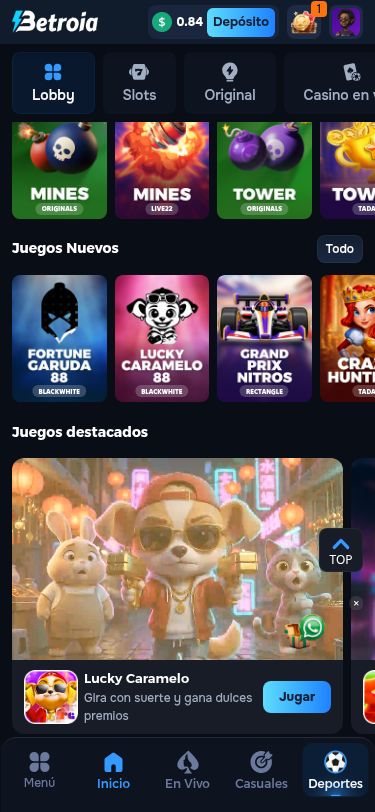 Betroia
$ 0.84 Depósito
1
Lobby
Slots
Original
Casino en
MINES
ORIGINALS
MINES
LIVE22
TOWER
ORIGINALS
TOW
TADA
Juegos Nuevos
Todo
FORTUNE
GARUDA
88
BLACKWHITE
LUCKY
CARAMELO
88
BLACKWHITE
GRAND
PRIX
NITROS
RECTANGLE
CRA
HUNT
TADA
Juegos destacados
TOP
Lucky Caramelo
Gira con suerte y gana dulces
premios
Jugar
Menú
Inicio
En Vivo
Casuales
Deportes